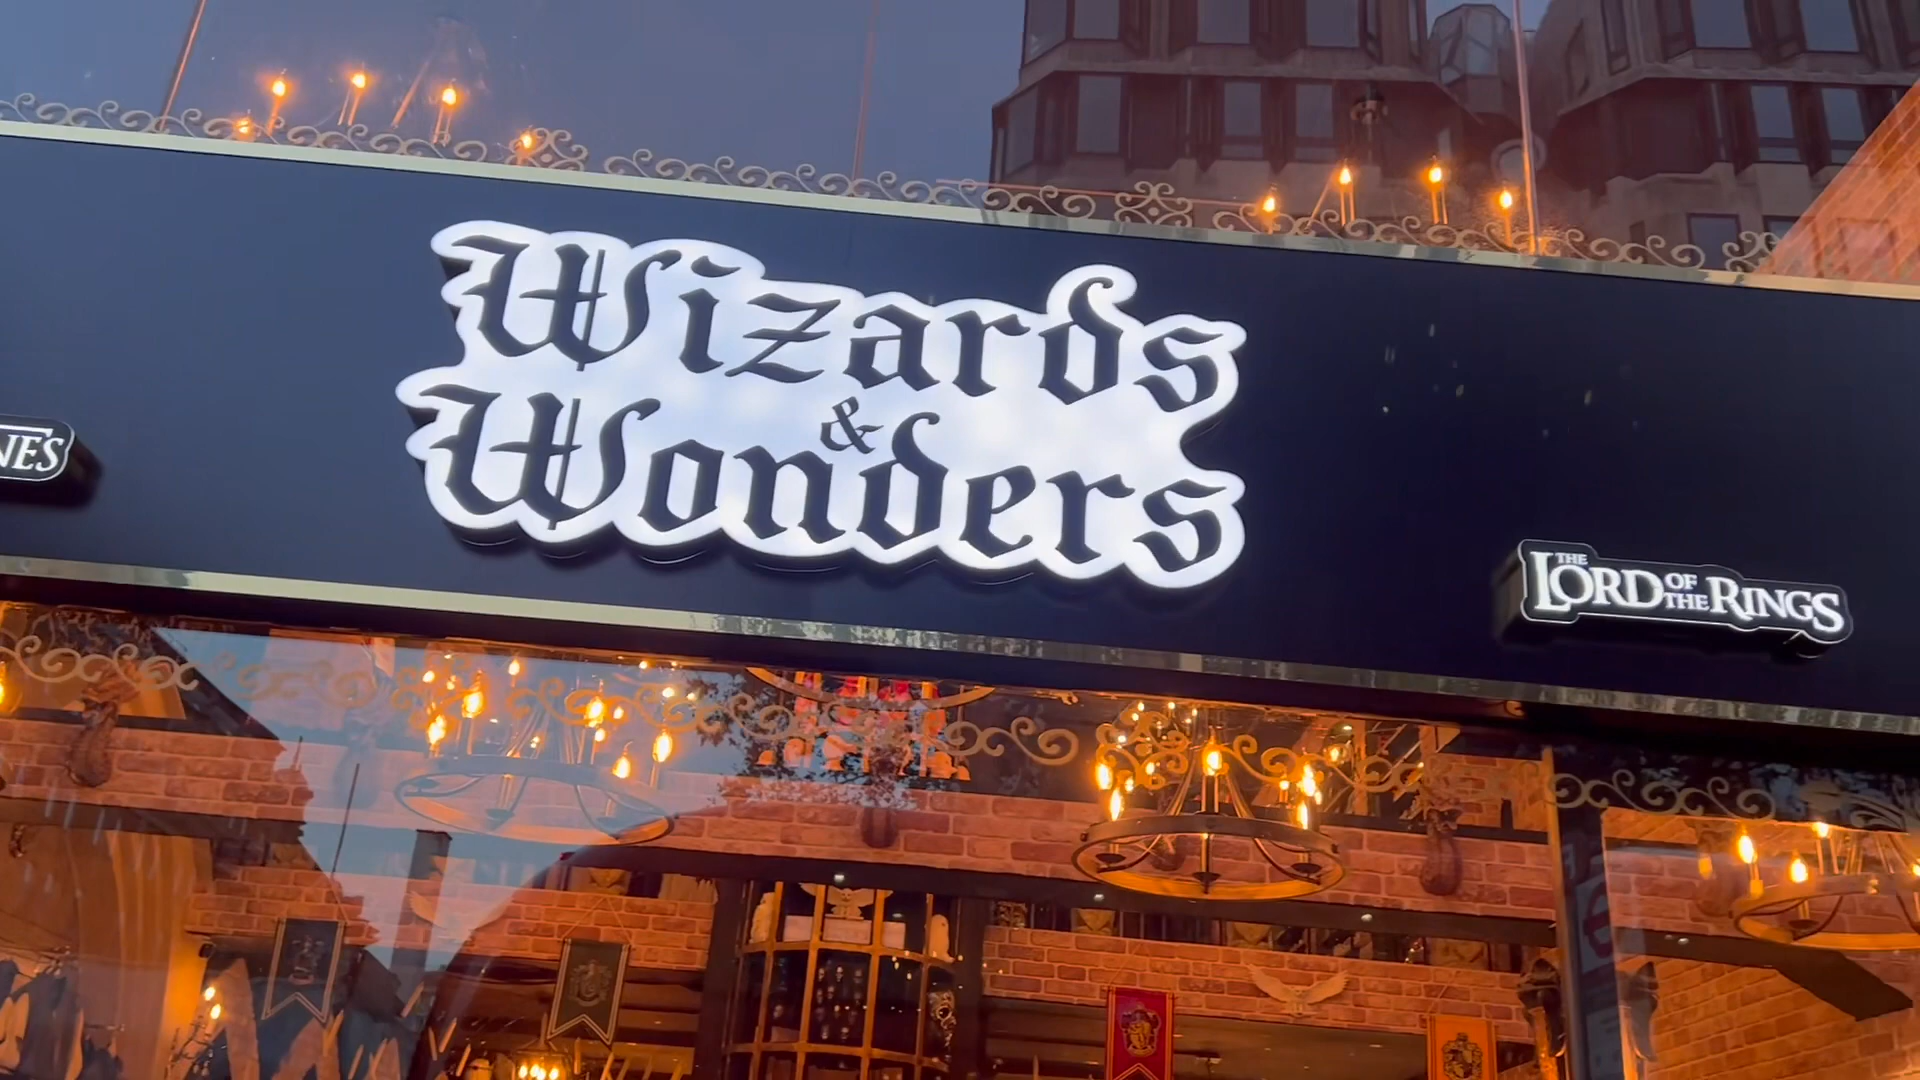 Wizards
&
Wonders
NES
THE LORD OF THE RINGS